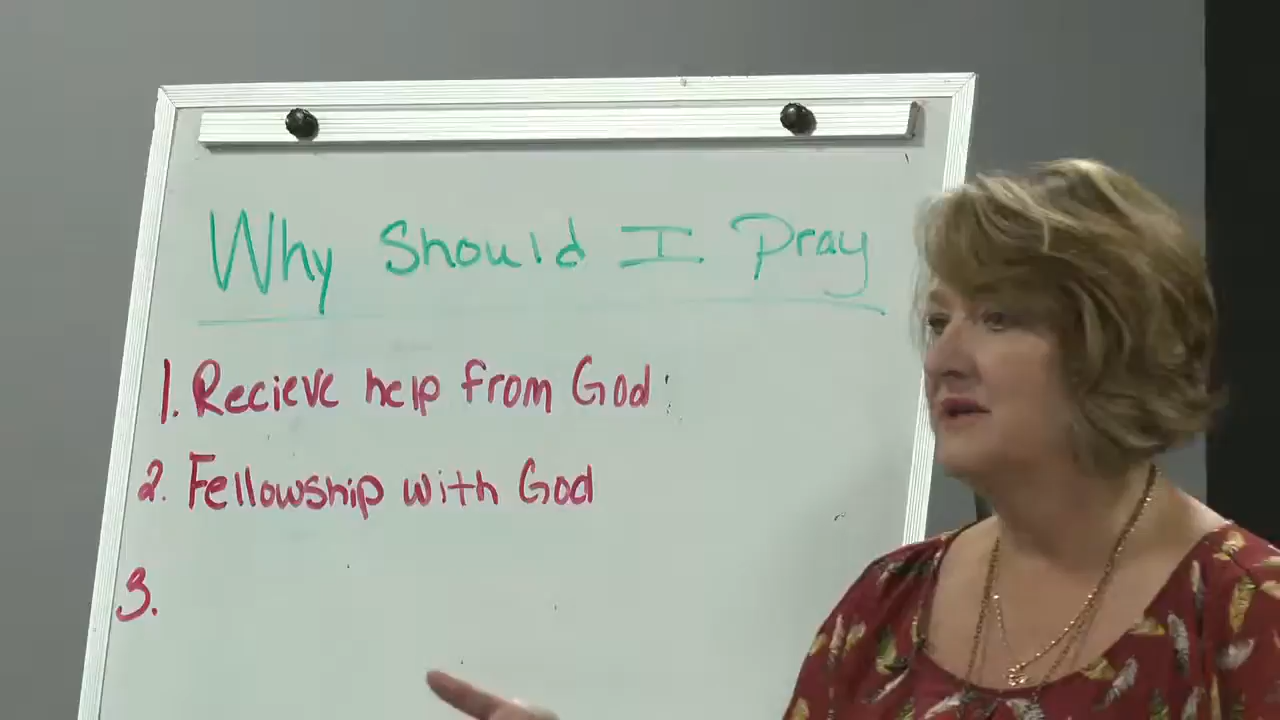 Why Should I Pray
1. Recieve help from God:
2. Fellowship with God
3.